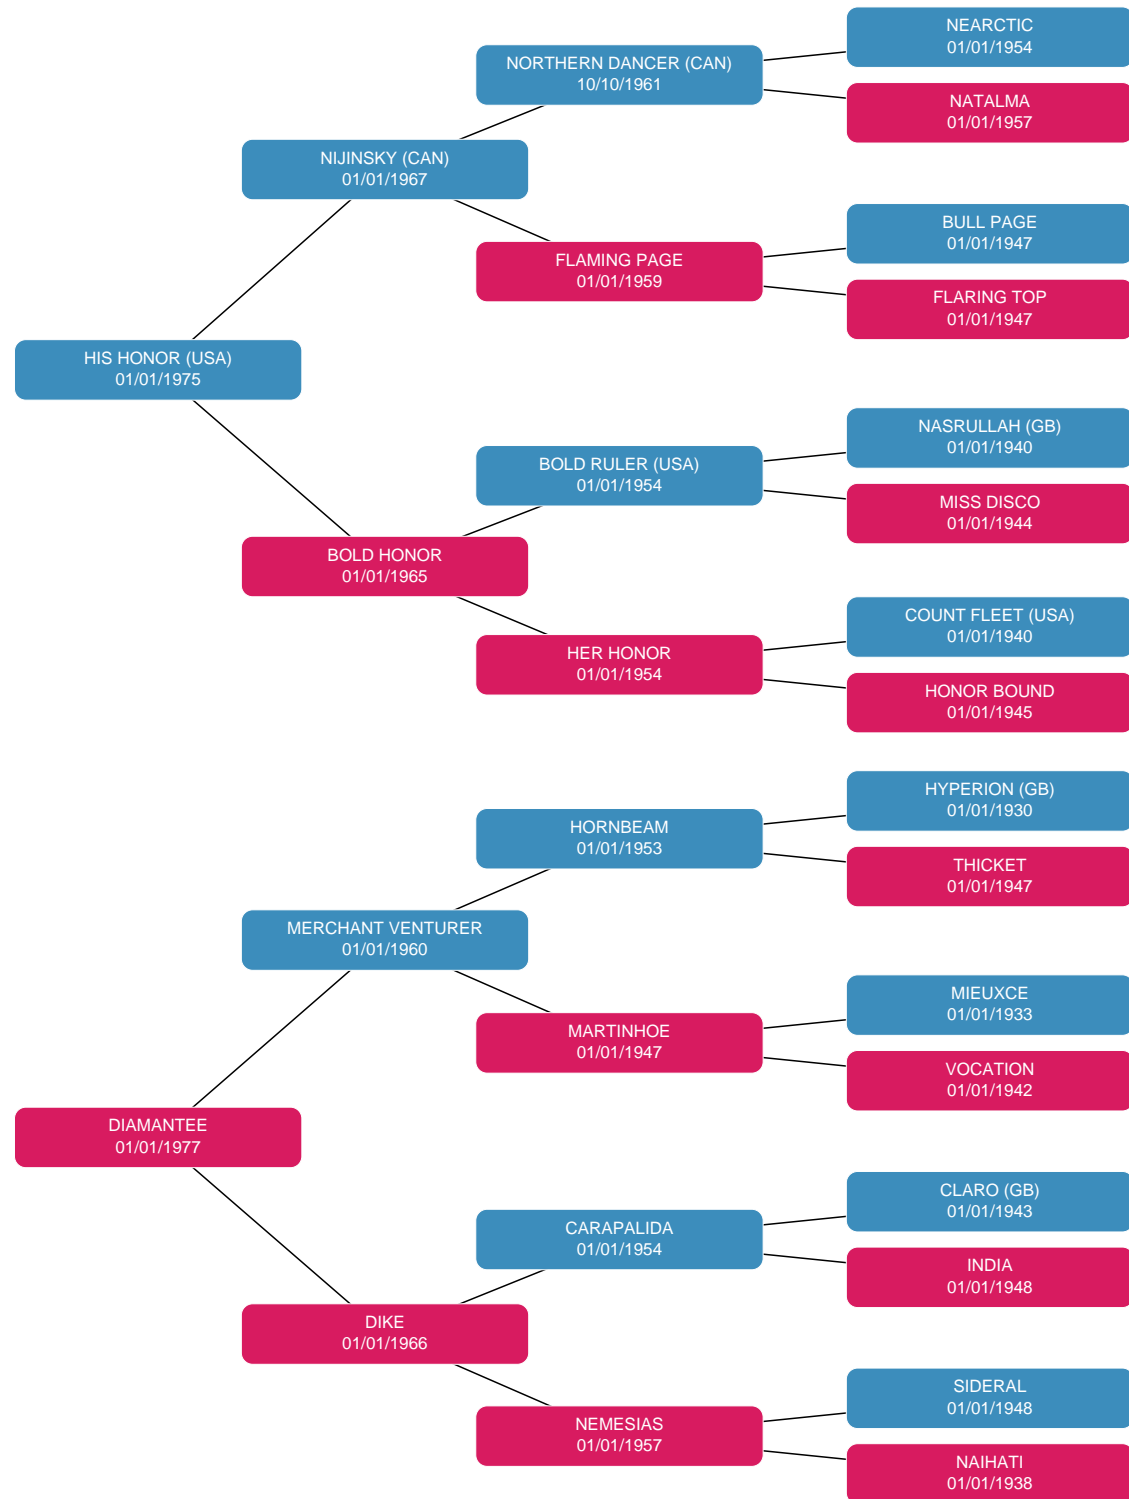 NEARCTIC
01/01/1954
NORTHERN DANCER (CAN)
10/10/1961
NATALMA
01/01/1957
NIJINSKY (CAN)
01/01/1967
BULL PAGE
01/01/1947
FLAMING PAGE
01/01/1959
FLARING TOP
01/01/1947
HIS HONOR (USA)
01/01/1975
NASRULLAH (GB)
01/01/1940
BOLD RULER (USA)
01/01/1954
MISS DISCO
01/01/1944
BOLD HONOR
01/01/1965
COUNT FLEET (USA)
01/01/1940
HER HONOR
01/01/1954
HONOR BOUND
01/01/1945
HYPERION (GB)
01/01/1930
HORNBEAM
01/01/1953
THICKET
01/01/1947
MERCHANT VENTURER
01/01/1960
MIEUXCE
01/01/1933
MARTINHOE
01/01/1947
VOCATION
01/01/1942
DIAMANTEE
01/01/1977
CLARO (GB)
01/01/1943
CARAPALIDA
01/01/1954
INDIA
01/01/1948
DIKE
01/01/1966
SIDERAL
01/01/1948
NEMESIAS
01/01/1957
NAIHATI
01/01/1938